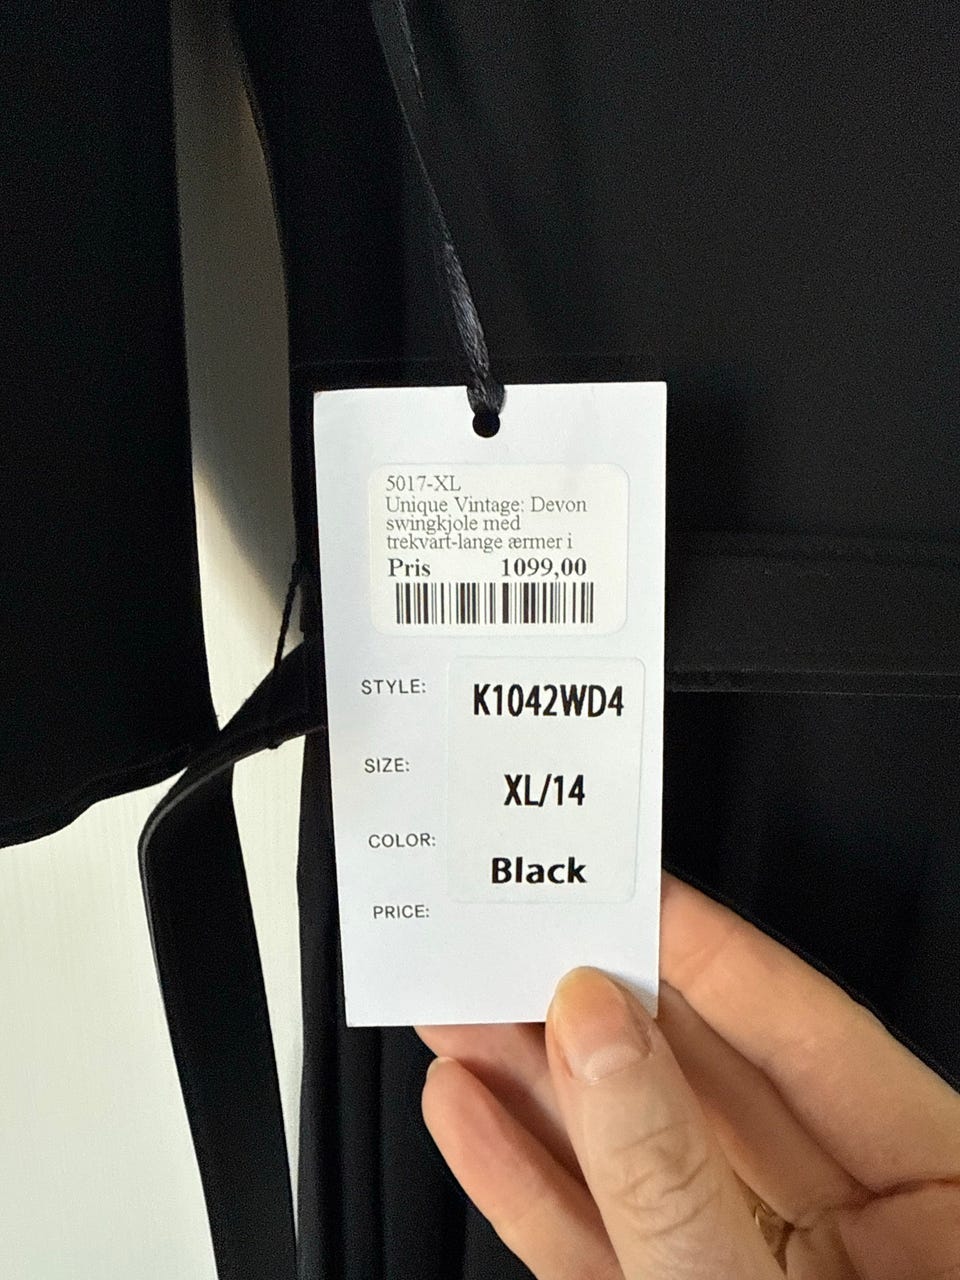 5017-XL
Unique Vintage: Devon
swingkjole med
trekvart-lange ærmer i
Pris 1099,00
STYLE: K1042WD4
SIZE: XL/14
COLOR: Black
PRICE: